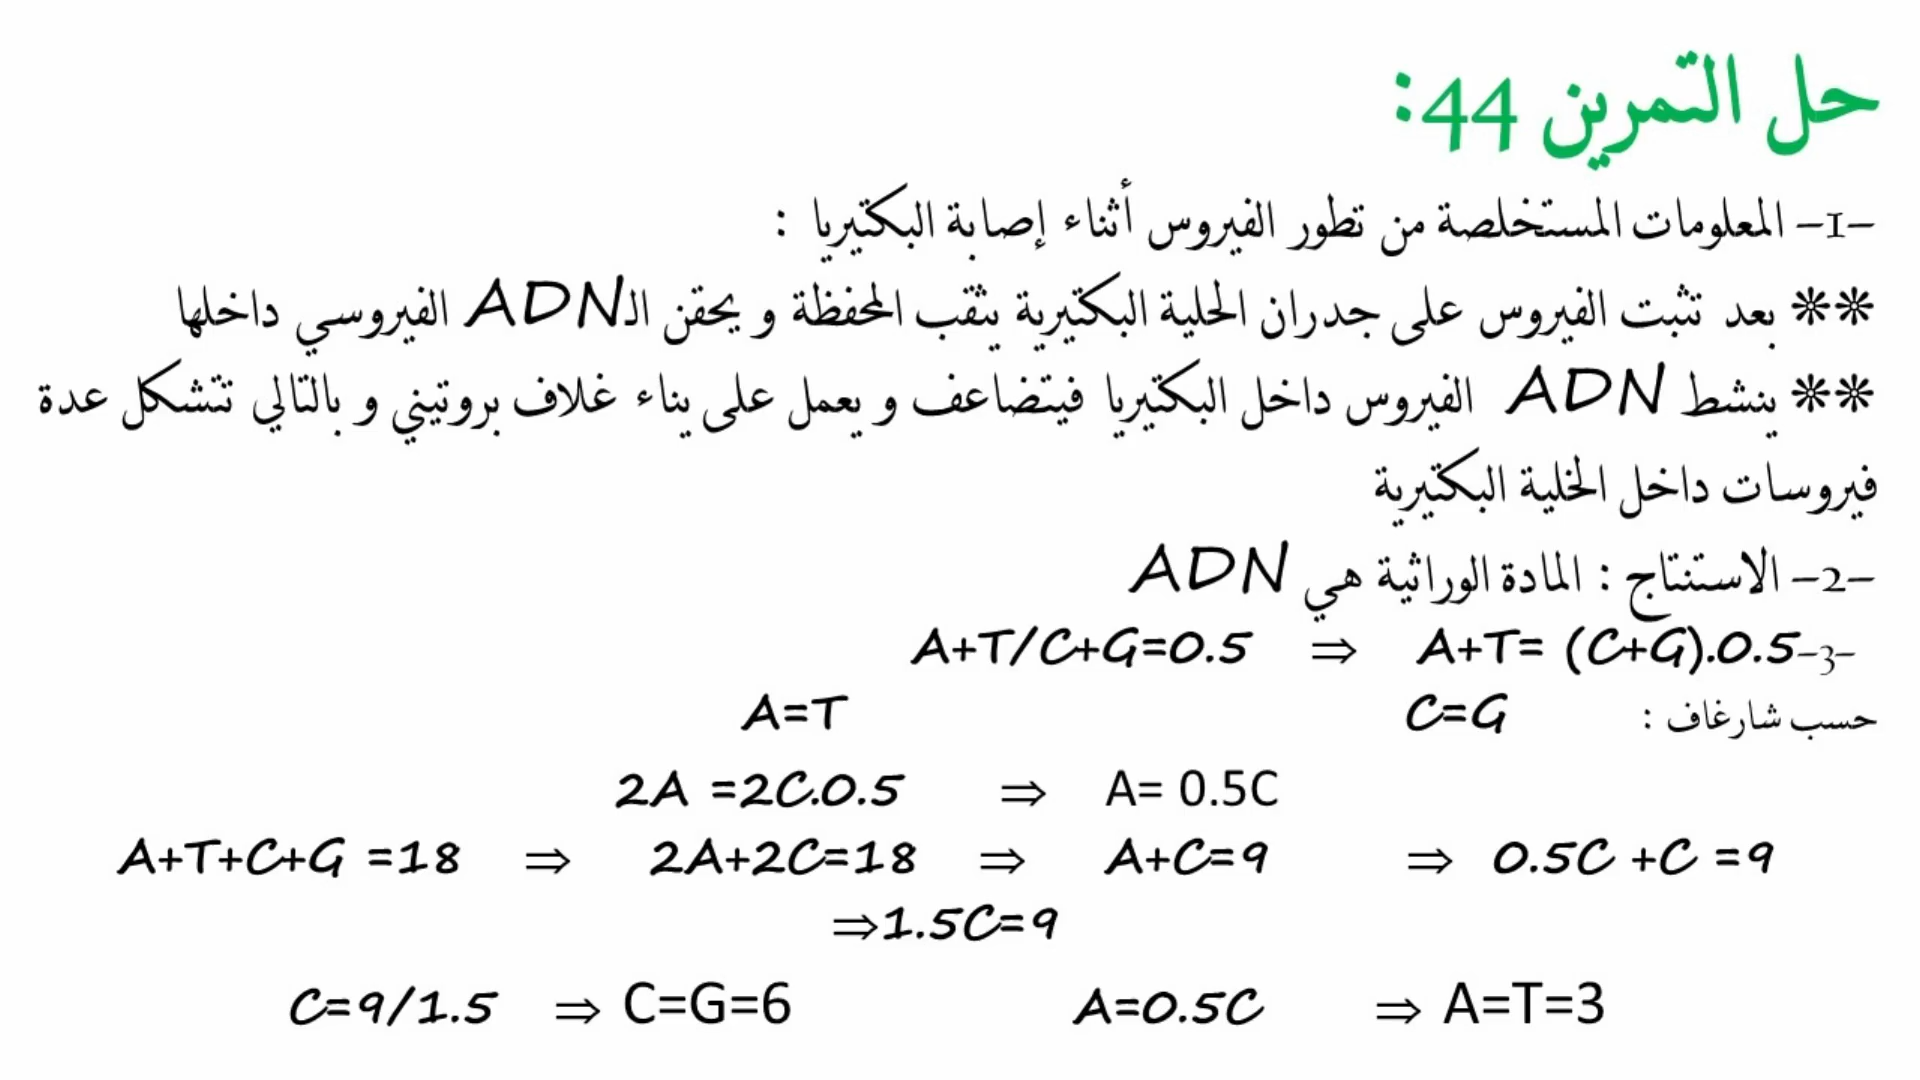 حل التمرين 44:
-1- المعلومات المستخلصة من تطور الفيروس أثناء إصابة البكتيريا :
** بعد تثبت الفيروس على جدران الحلية البكتيرية يثقب المحفظة و يحقن الـADN الفيروسي داخلها
** ينشط ADN الفيروس داخل البكتيريا فيتضاعف و يعمل على بناء غلاف بروتيني و بالتالي تتشكل عدة
فيروسات داخل الخلية البكتيرية
-2- الاستنتاج : المادة الوراثية هي ADN
-3- A+T/C+G=0.5 ⇒ A+T= (C+G).0.5
حسب شارغاف : A=T C=G
2A =2C.0.5 ⇒ A= 0.5C
A+T+C+G =18 ⇒ 2A+2C=18 ⇒ A+C=9 ⇒ 0.5C +C =9
⇒1.5C=9
C=9/1.5 ⇒ C=G=6 A=0.5C ⇒ A=T=3